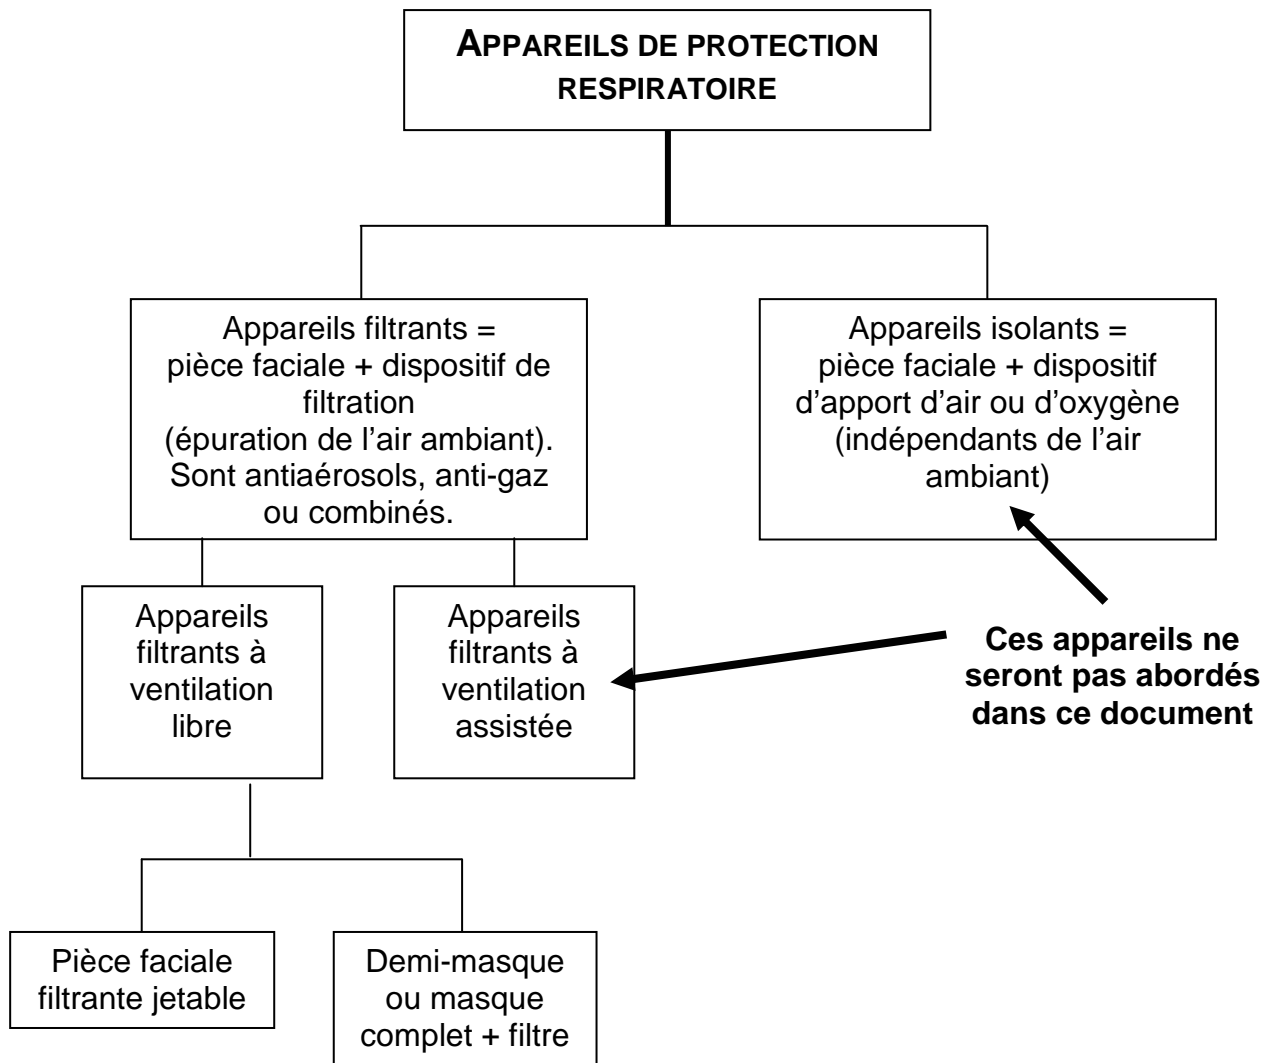 APPAREILS DE PROTECTION
RESPIRATOIRE
Appareils filtrants =
pièce faciale + dispositif de
filtration
(épuration de l’air ambiant).
Sont antiaérosols, anti-gaz
ou combinés.
Appareils isolants =
pièce faciale + dispositif
d’apport d’air ou d’oxygène
(indépendants de l’air
ambiant)
Appareils
filtrants à
ventilation
libre
Appareils
filtrants à
ventilation
assistée
Ces appareils ne
seront pas abordés
dans ce document
Pièce faciale
filtrante jetable
Demi-masque
ou masque
complet + filtre